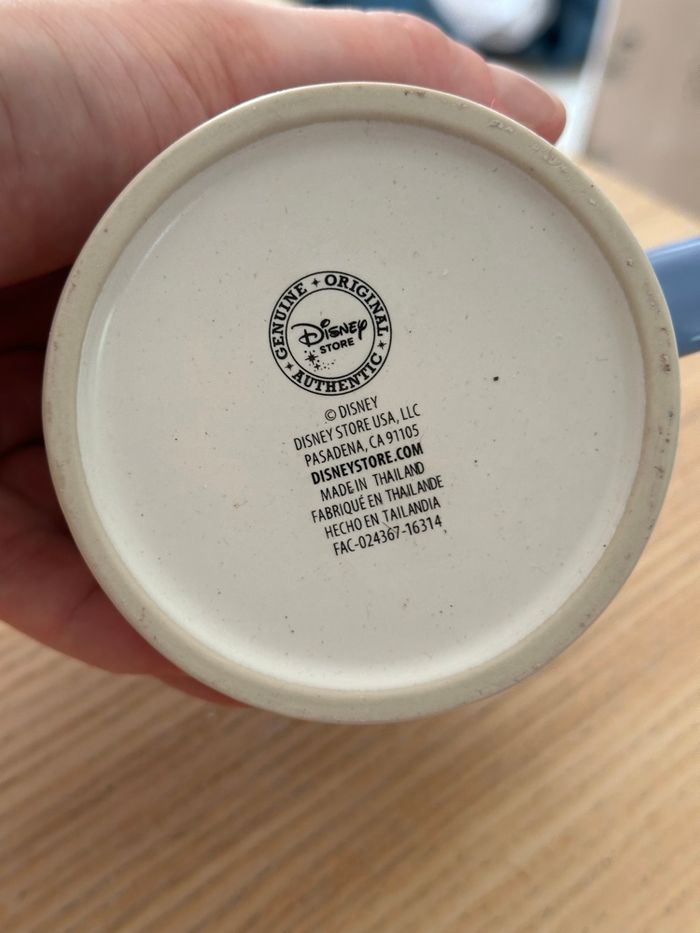 GENUINE ORIGINAL
AUTHENTIC
Disney
STORE
© DISNEY
DISNEY STORE USA, LLC
PASADENA, CA 91105
DISNEYSTORE.COM
MADE IN THAILAND
FABRIQUÉ EN THAILANDE
HECHO EN TAILANDIA
FAC-024367-16314